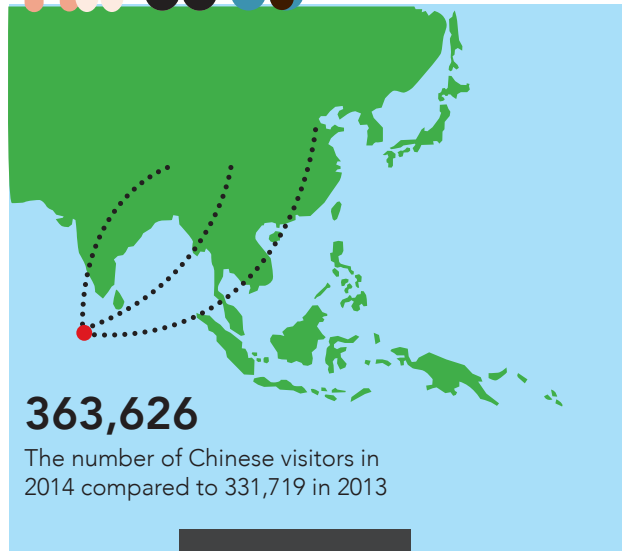 363,626
The number of Chinese visitors in
2014 compared to 331,719 in 2013